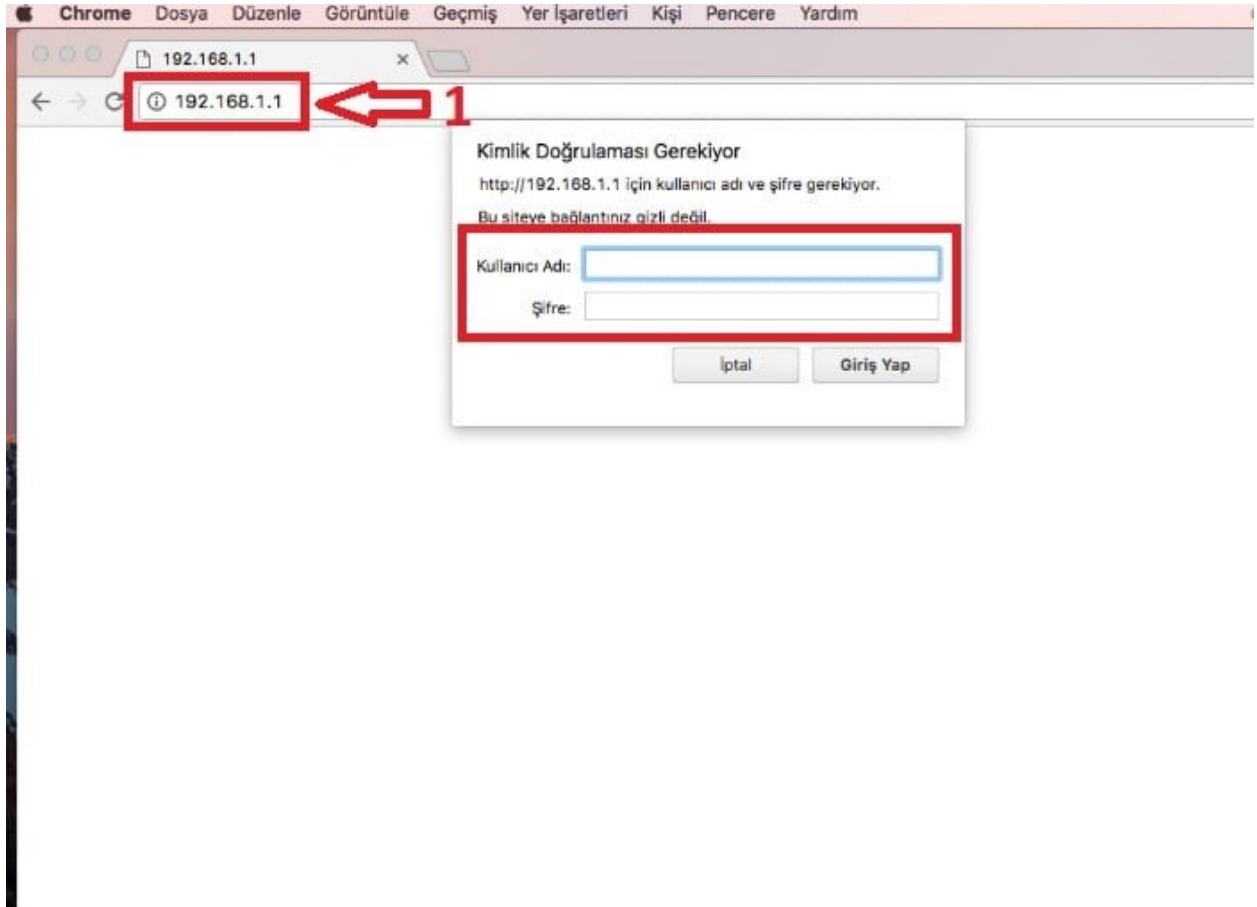 Chrome Dosya Düzenle Görüntüle Geçmiş Yer İşaretleri Kişi Pencere Yardım
192.168.1.1
192.168.1.1
1
Kimlik Doğrulaması Gerekiyor
http://192.168.1.1 için kullanıcı adı ve şifre gerekiyor.
Bu siteye bağlantınız gizli değil.
Kullanıcı Adı:
Şifre:
İptal Giriş Yap